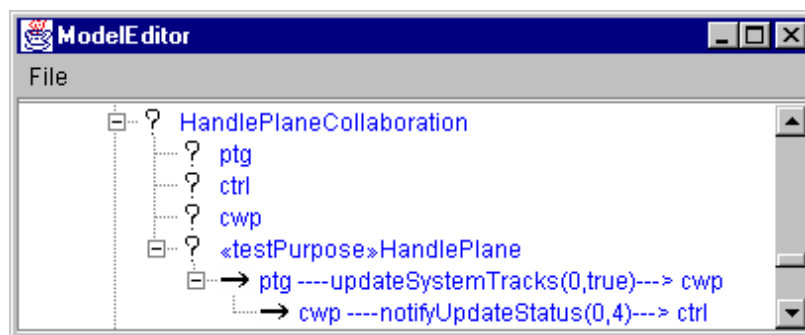 ModelEditor
File
? HandlePlaneCollaboration
? ptg
? ctrl
? cwp
? «testPurpose»HandlePlane
ptg ----updateSystemTracks(0,true)---> cwp
cwp ----notifyUpdateStatus(0,4)---> ctrl